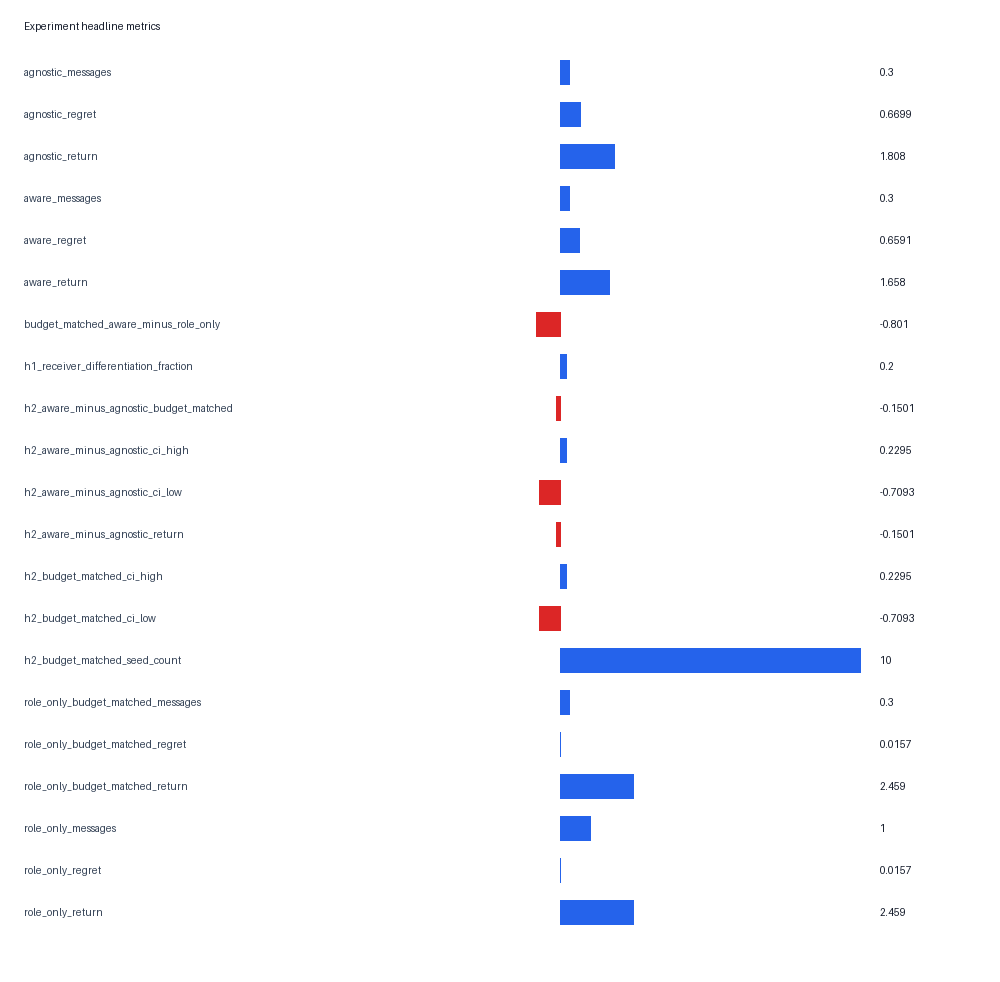 Experiment headline metrics
agnostic_messages 0.3
agnostic_regret 0.6699
agnostic_return 1.808
aware_messages 0.3
aware_regret 0.6591
aware_return 1.658
budget_matched_aware_minus_role_only -0.801
h1_receiver_differentiation_fraction 0.2
h2_aware_minus_agnostic_budget_matched -0.1501
h2_aware_minus_agnostic_ci_high 0.2295
h2_aware_minus_agnostic_ci_low -0.7093
h2_aware_minus_agnostic_return -0.1501
h2_budget_matched_ci_high 0.2295
h2_budget_matched_ci_low -0.7093
h2_budget_matched_seed_count 10
role_only_budget_matched_messages 0.3
role_only_budget_matched_regret 0.0157
role_only_budget_matched_return 2.459
role_only_messages 1
role_only_regret 0.0157
role_only_return 2.459